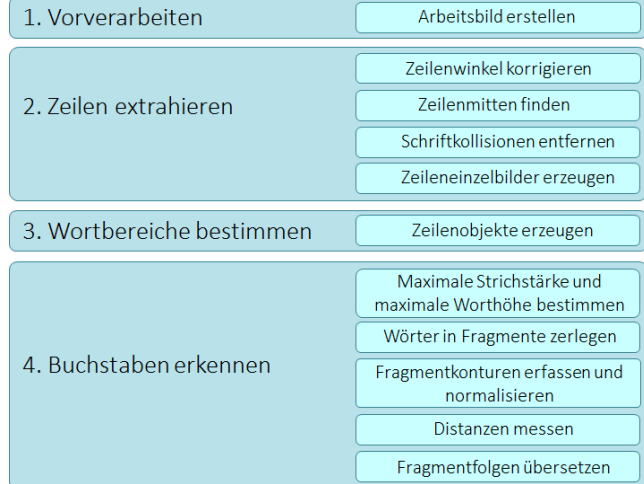 1. Vorverarbeiten
Arbeitsbild erstellen
2. Zeilen extrahieren
Zeilenwinkel korrigieren
Zeilenmitten finden
Schriftkollisionen entfernen
Zeileneinzelbilder erzeugen
3. Wortbereiche bestimmen
Zeilenobjekte erzeugen
4. Buchstaben erkennen
Maximale Strichstärke und
maximale Worthöhe bestimmen
Wörter in Fragmente zerlegen
Fragmentkonturen erfassen und
normalisieren
Distanzen messen
Fragmentfolgen übersetzen